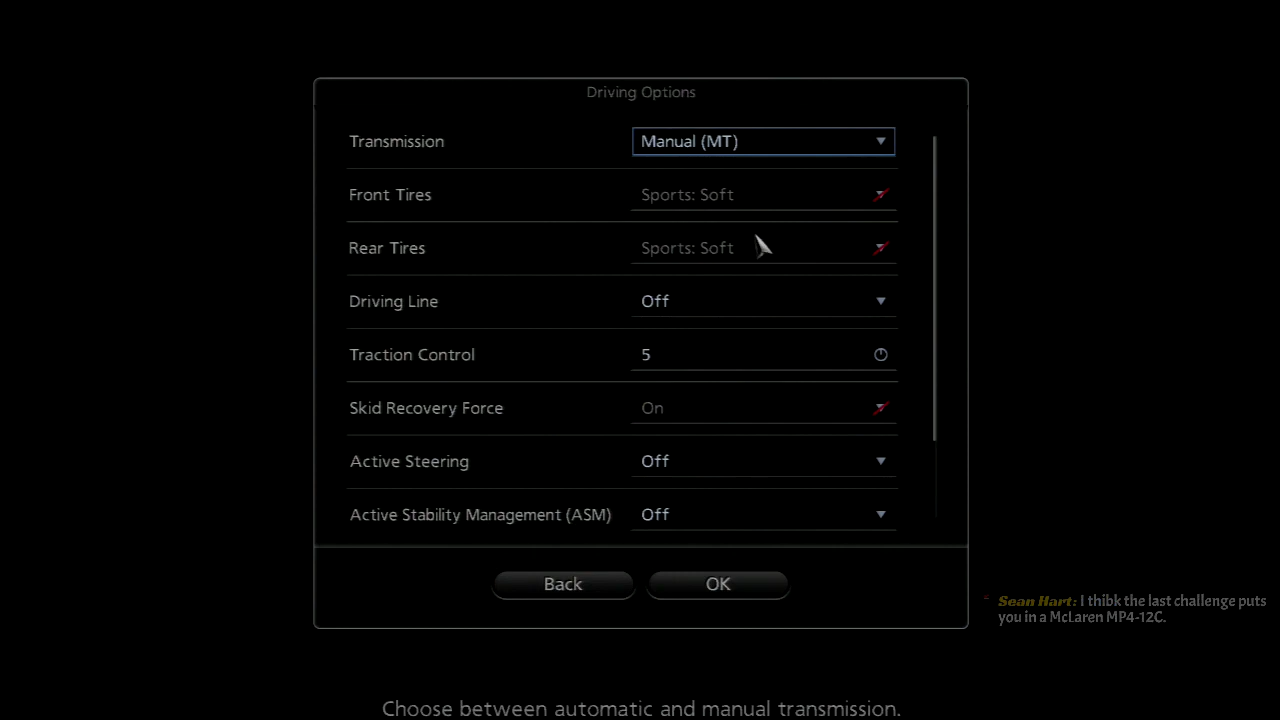 Driving Options
Transmission Manual (MT)
Front Tires Sports: Soft
Rear Tires Sports: Soft
Driving Line Off
Traction Control 5
Skid Recovery Force On
Active Steering Off
Active Stability Management (ASM) Off
Back OK
Sean Hart: I thibk the last challenge puts
you in a McLaren MP4-12C.
Choose between automatic and manual transmission.